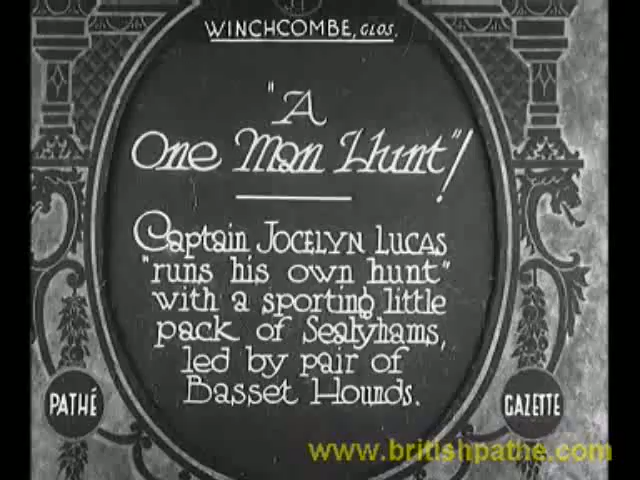 WINCHCOMBE, GLOS.
"A
One Man Hunt"!
Captain JOCELYN LUCAS
"runs his own hunt"
with a sporting little
pack of Sealyhams,
led by pair of
Basset Hounds.
PATHÉ
GAZETTE
www.britishpathe.com